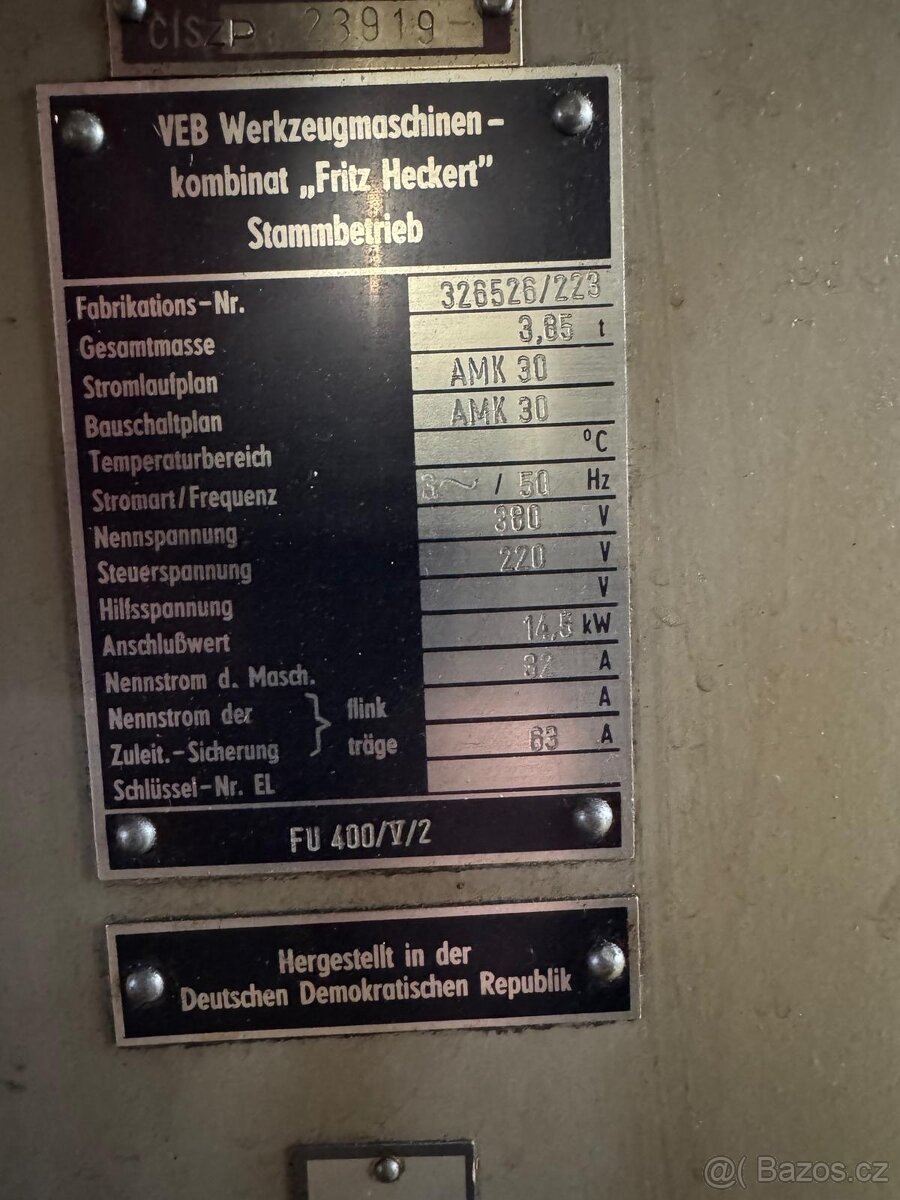 CISZP. 23919-
VEB Werkzeugmaschinen-
kombinat „Fritz Heckert”
Stammbetrieb
Fabrikations-Nr. 326526/223
Gesamtmasse 3,85 t
Stromlaufplan AMK 30
Bauschaltplan AMK 30
Temperaturbereich °C
Stromart/Frequenz 3~ / 50 Hz
Nennspannung 380 V
Steuerspannung 220 V
Hilfsspannung V
Anschlußwert 14,5 kW
Nennstrom d. Masch. 32 A
Nennstrom der } flink A
Zuleit.-Sicherung träge 63 A
Schlüssel-Nr. EL
FU 400/V/2
Hergestellt in der
Deutschen Demokratischen Republik
@( Bazos.cz